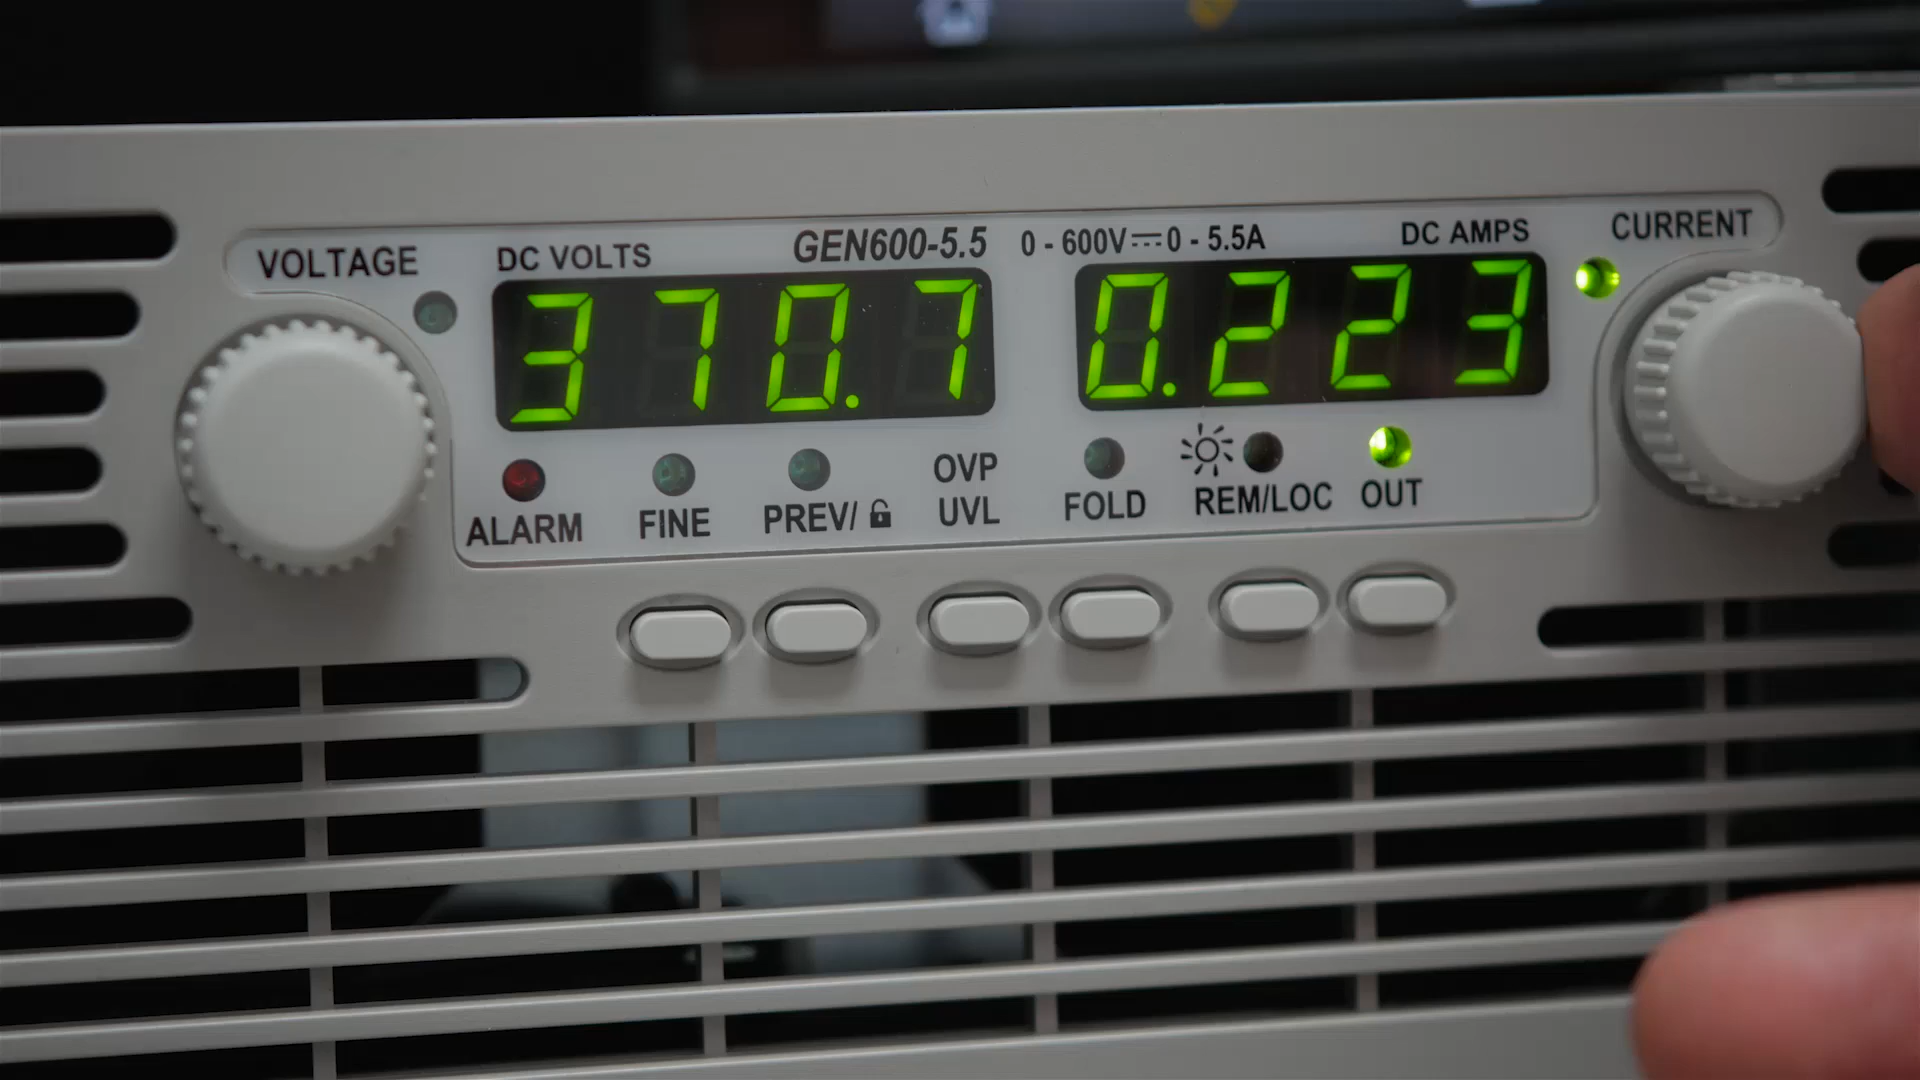 VOLTAGE DC VOLTS GEN600-5.5 0 - 600V⎓0 - 5.5A DC AMPS CURRENT
370.7 0.223
ALARM FINE PREV/ OVP UVL FOLD REM/LOC OUT